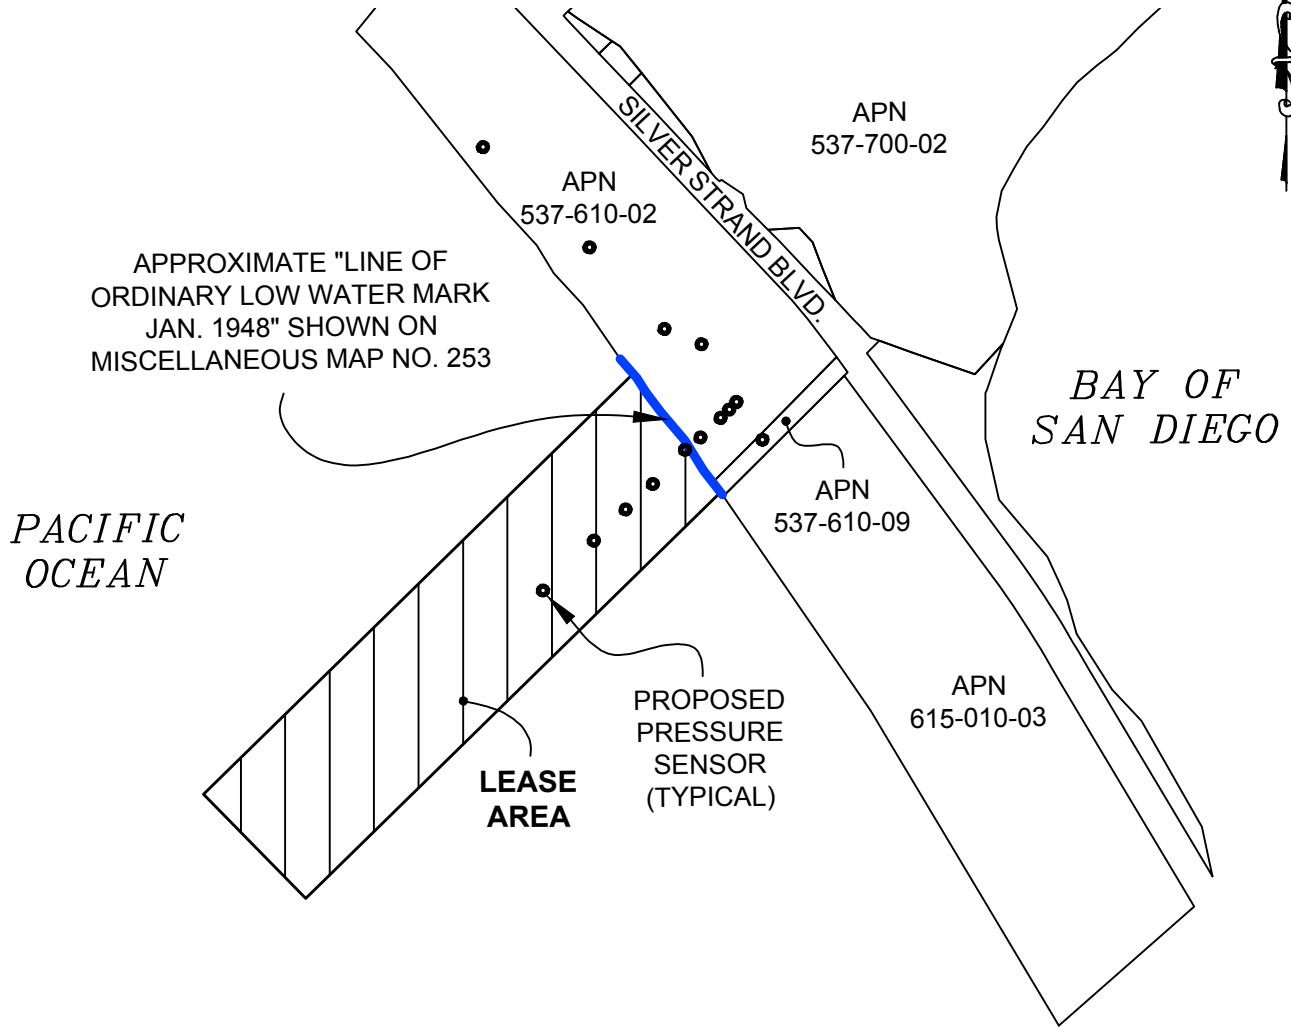 APN
537-700-02
SILVER STRAND BLVD.
APN
537-610-02
APPROXIMATE "LINE OF
ORDINARY LOW WATER MARK
JAN. 1948" SHOWN ON
MISCELLANEOUS MAP NO. 253
BAY OF
SAN DIEGO
APN
537-610-09
PACIFIC
OCEAN
APN
615-010-03
PROPOSED
PRESSURE
SENSOR
(TYPICAL)
LEASE
AREA